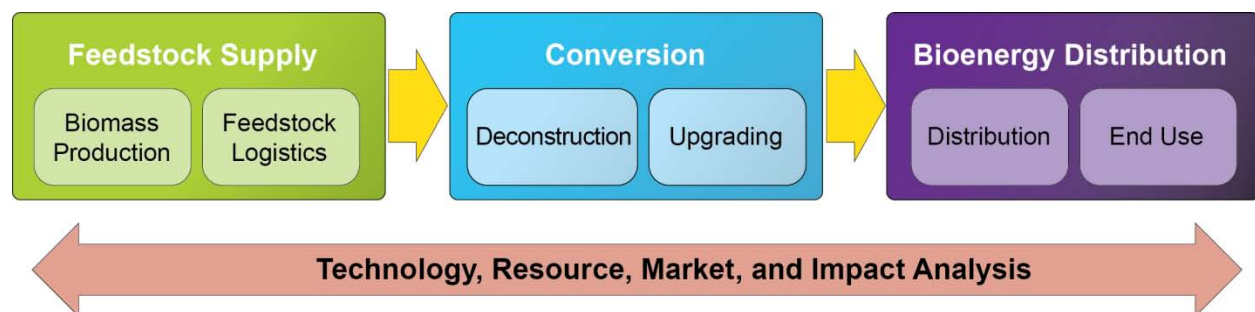 Feedstock Supply
Biomass
Production
Feedstock
Logistics
Conversion
Deconstruction
Upgrading
Bioenergy Distribution
Distribution
End Use
Technology, Resource, Market, and Impact Analysis